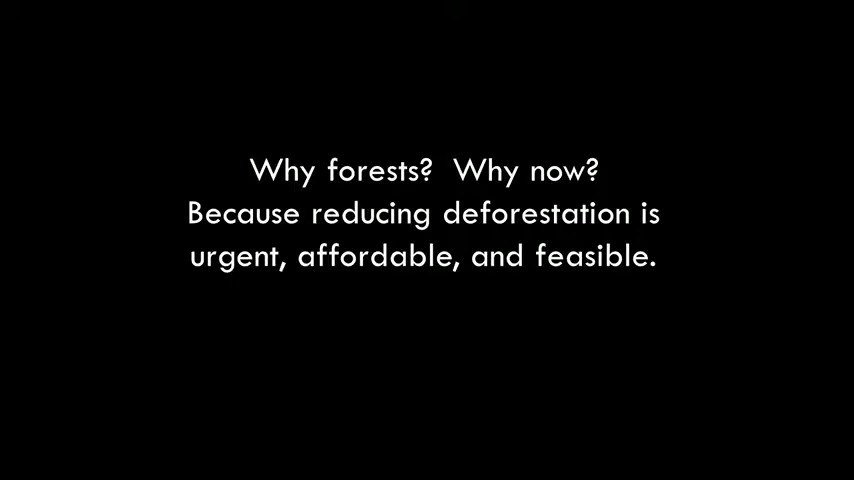 Why forests?  Why now?
Because reducing deforestation is
urgent, affordable, and feasible.